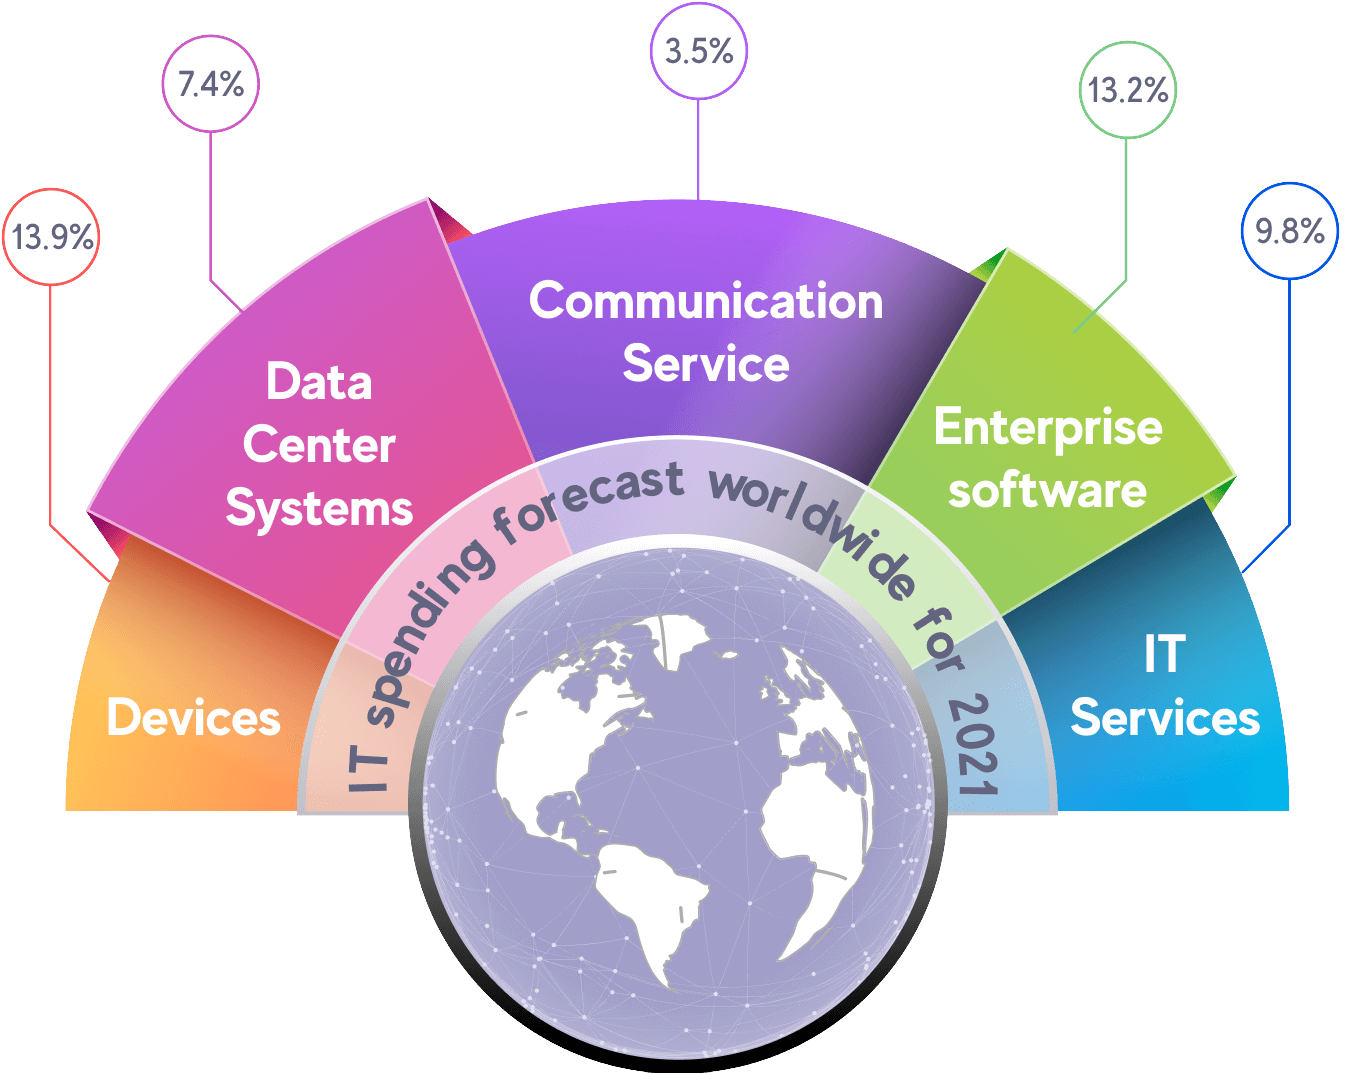 13.9%
7.4%
3.5%
13.2%
9.8%
Devices
Data
Center
Systems
Communication
Service
Enterprise
software
IT
Services
IT spending forecast worldwide for 2021